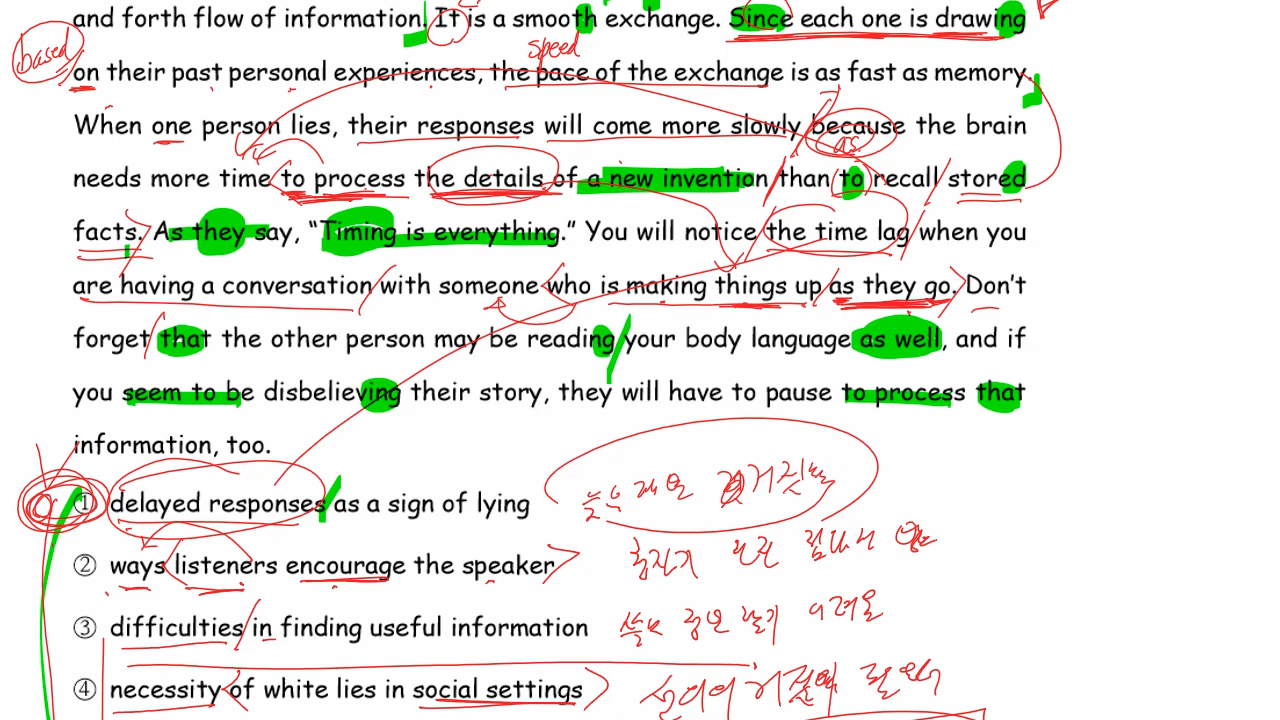 and forth flow of information. It is a smooth exchange. Since each one is drawing
speed
based
on their past personal experiences, the pace of the exchange is as fast as memory.
When one person lies, their responses will come more slowly because the brain
as
needs more time to process the details of a new invention than to recall stored
facts. As they say, “Timing is everything.” You will notice the time lag when you
are having a conversation with someone who is making things up as they go. Don’t
forget that the other person may be reading your body language as well, and if
you seem to be disbelieving their story, they will have to pause to process that
information, too.
① delayed responses as a sign of lying
② ways listeners encourage the speaker
③ difficulties in finding useful information
④ necessity of white lies in social settings